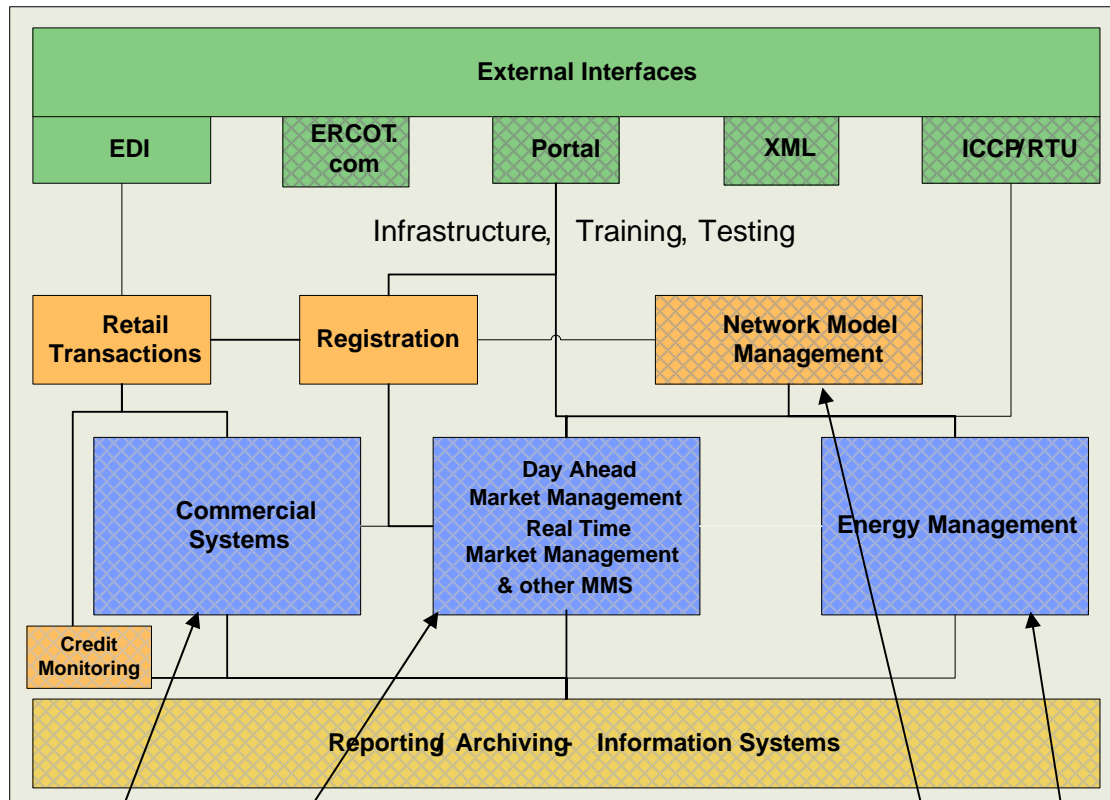 External Interfaces
EDI
ERCOT.
com
Portal
XML
ICCP/RTU
Infrastructure, Training, Testing
Retail
Transactions
Registration
Network Model
Management
Commercial
Systems
Day Ahead
Market Management
Real Time
Market Management
& other MMS
Energy Management
Credit
Monitoring
Reporting/ Archiving- Information Systems